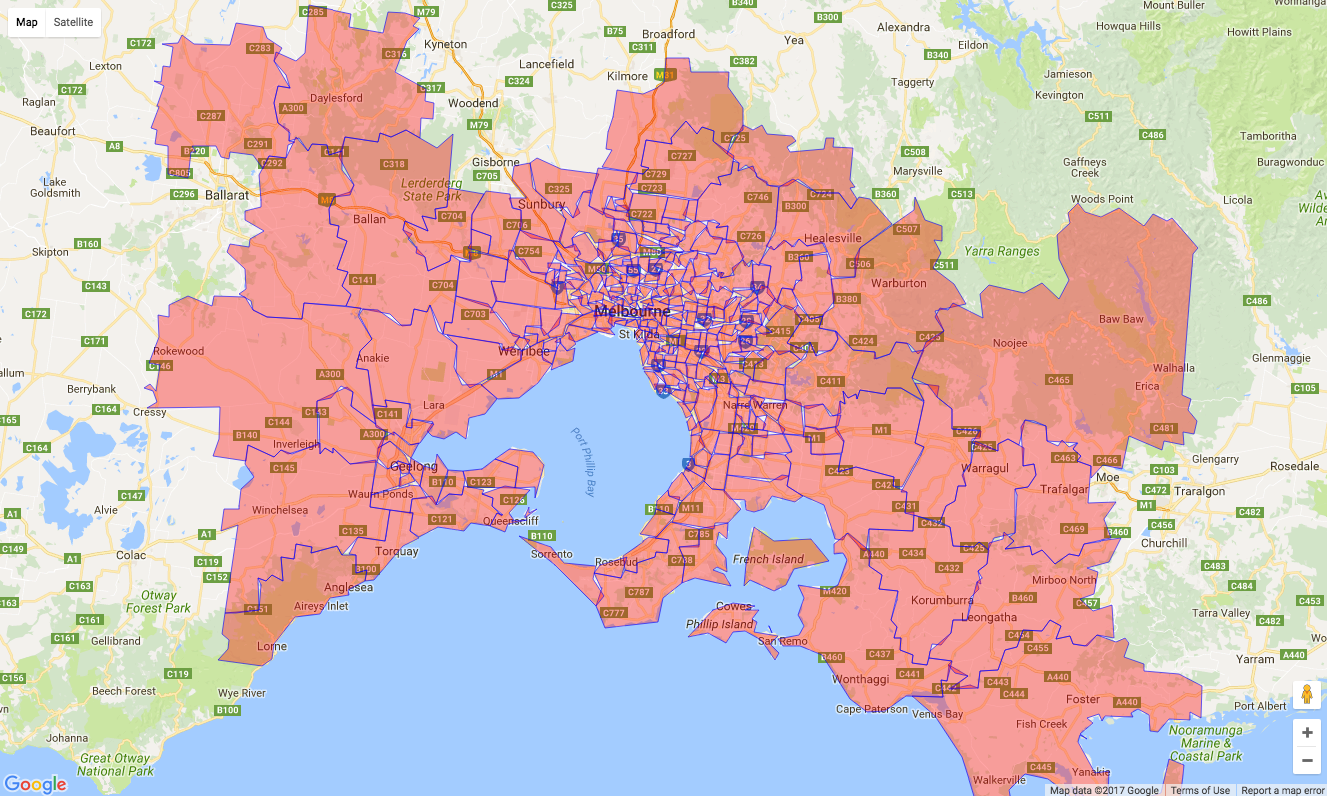 Map Satellite
C285
M79
C325
B340
B300
Mount Buller
C172
C283
C316
Kyneton
B75
Broadford
C311
Yea
Alexandra
Howqua Hills
Eildon
Howitt Plains
Lexton
Lancefield
C382
B340
Kilmore
M31
Jamieson
C172
C317
C324
Taggerty
Kevington
Raglan
Daylesford
Woodend
A300
C287
C511
Beaufort
M79
C486
Tamboritha
A8
C291
C725
B220
C141
C727
C508
Gaffneys
Creek
Buragwonduc
C292
Gisborne
C318
C705
C729
Marysville
C805
Lake
Goldsmith
C296
Ballarat
Lerderderg
State Park
C325
C723
C746
C724
B360
C513
Woods Point
Licola
M8
Sunbury
B300
Ballan
C704
C706
C722
C507
Skipton
B160
C754
C726
Healesville
Yarra Ranges
C506
C511
C143
C141
C704
Warburton
B380
C486
C172
C703
Melbourne
Baw Baw
C171
St Kilda
C415
C424
C425
Noojee
Rokewood
Werribee
C146
Anakie
Glenmaggie
Walhalla
Berrybank
A300
M1
C411
C465
Erica
C105
C164
Cressy
Lara
C143
C141
Narre Warren
C144
C481
B140
A300
M1
M1
C426
Inverleigh
C425
C164
C145
Geelong
Warragul
C463
C466
Glengarry
Rosedale
B110
C123
C103
Moe
C147
Waurn Ponds
C126
Port Phillip Bay
Trafalgar
C472
Traralgon
Alvie
Winchelsea
M1
A1
C121
Queenscliff
B110
M11
C431
C482
C135
B110
C785
C469
B460
C456
C149
A1
Colac
C119
Torquay
Sorrento
French Island
A440
C434
C425
Churchill
C152
B100
Rosebud
C788
C432
C483
C163
Anglesea
C787
M420
Mirboo North
Otway
Forest Park
Aireys Inlet
Cowes
Korumburra
B460
C457
C484
C453
C161
C151
C777
Phillip Island
Leongatha
Tarra Valley
C161
Gellibrand
Lorne
San Remo
C454
C482
C455
B460
C437
A440
C156
C119
Wonthaggi
C441
C443
A440
Yarram
Beech Forest
Wye River
C444
Foster
A440
B100
Cape Paterson
Venus Bay
Fish Creek
Port Albert
Johanna
Nooramunga
Marine &
Coastal Park
Great Otway
National Park
C445
Yanakie
Walkerville
Google
Map data ©2017 Google Terms of Use Report a map error